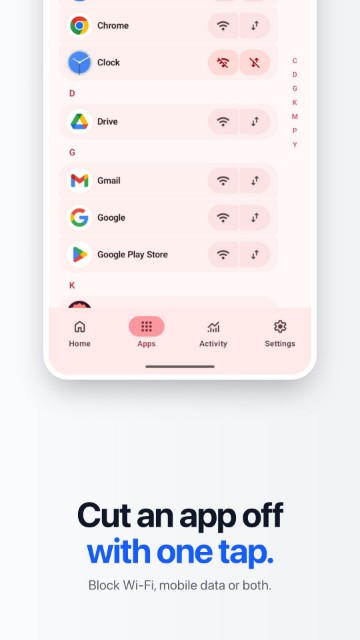 Chrome
Clock
C
D
G
K
M
P
Y
D
Drive
G
Gmail
Google
Google Play Store
K
Home
Apps
Activity
Settings
Cut an app off
with one tap.
Block Wi-Fi, mobile data or both.